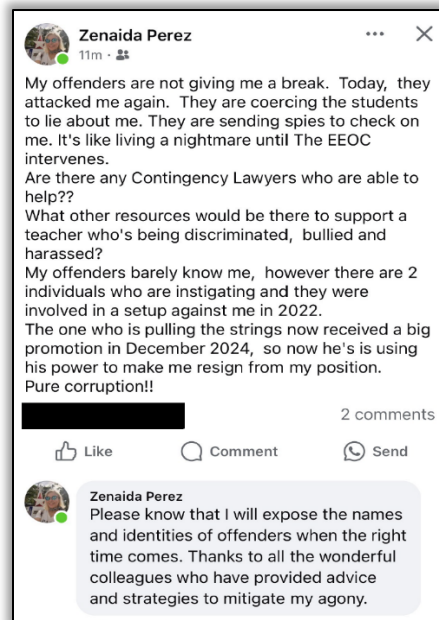 Zenaida Perez
11m ·
My offenders are not giving me a break. Today, they
attacked me again. They are coercing the students
to lie about me. They are sending spies to check on
me. It's like living a nightmare until The EEOC
intervenes.
Are there any Contingency Lawyers who are able to
help??
What other resources would be there to support a
teacher who's being discriminated, bullied and
harassed?
My offenders barely know me, however there are 2
individuals who are instigating and they were
involved in a setup against me in 2022.
The one who is pulling the strings now received a big
promotion in December 2024, so now he's is using
his power to make me resign from my position.
Pure corruption!!
2 comments
Like Comment Send
Zenaida Perez
Please know that I will expose the names
and identities of offenders when the right
time comes. Thanks to all the wonderful
colleagues who have provided advice
and strategies to mitigate my agony.